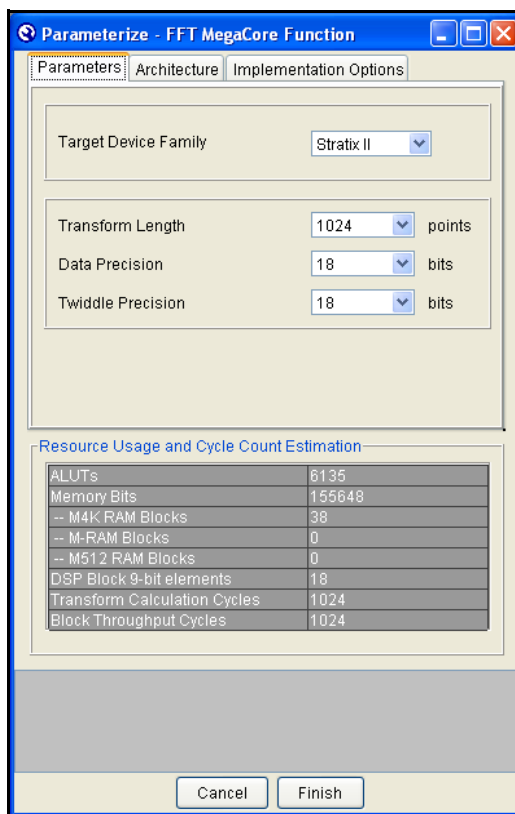 Parameterize - FFT MegaCore Function
Parameters Architecture Implementation Options
Target Device Family Stratix II
Transform Length 1024 points
Data Precision 18 bits
Twiddle Precision 18 bits
Resource Usage and Cycle Count Estimation
ALUTs 6135
Memory Bits 155648
-- M4K RAM Blocks 38
-- M-RAM Blocks 0
-- M512 RAM Blocks 0
DSP Block 9-bit elements 18
Transform Calculation Cycles 1024
Block Throughput Cycles 1024
Cancel Finish